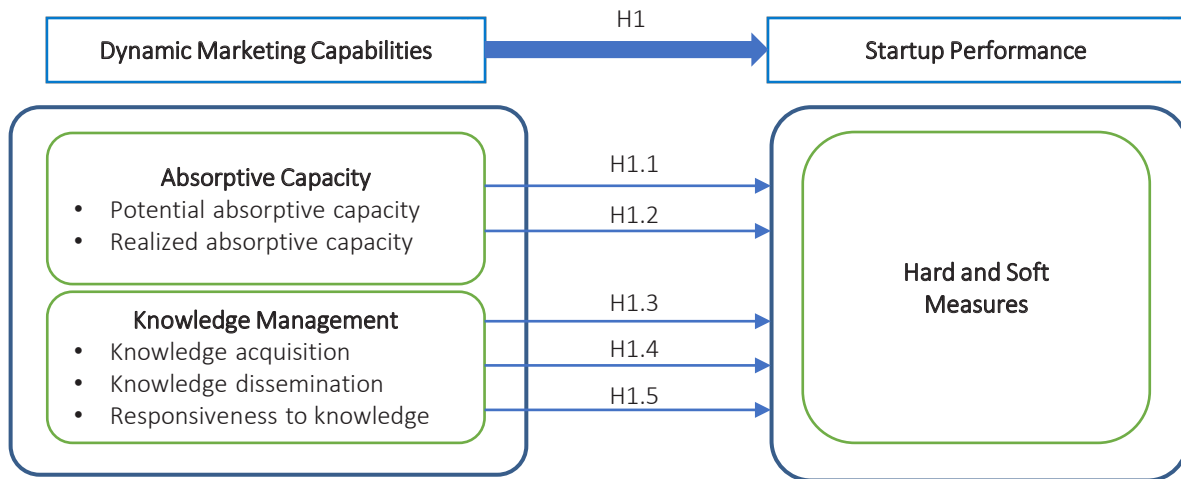 H1
Dynamic Marketing Capabilities
Startup Performance
Absorptive Capacity
• Potential absorptive capacity
• Realized absorptive capacity
H1.1
H1.2
Knowledge Management
• Knowledge acquisition
• Knowledge dissemination
• Responsiveness to knowledge
H1.3
H1.4
H1.5
Hard and Soft
Measures